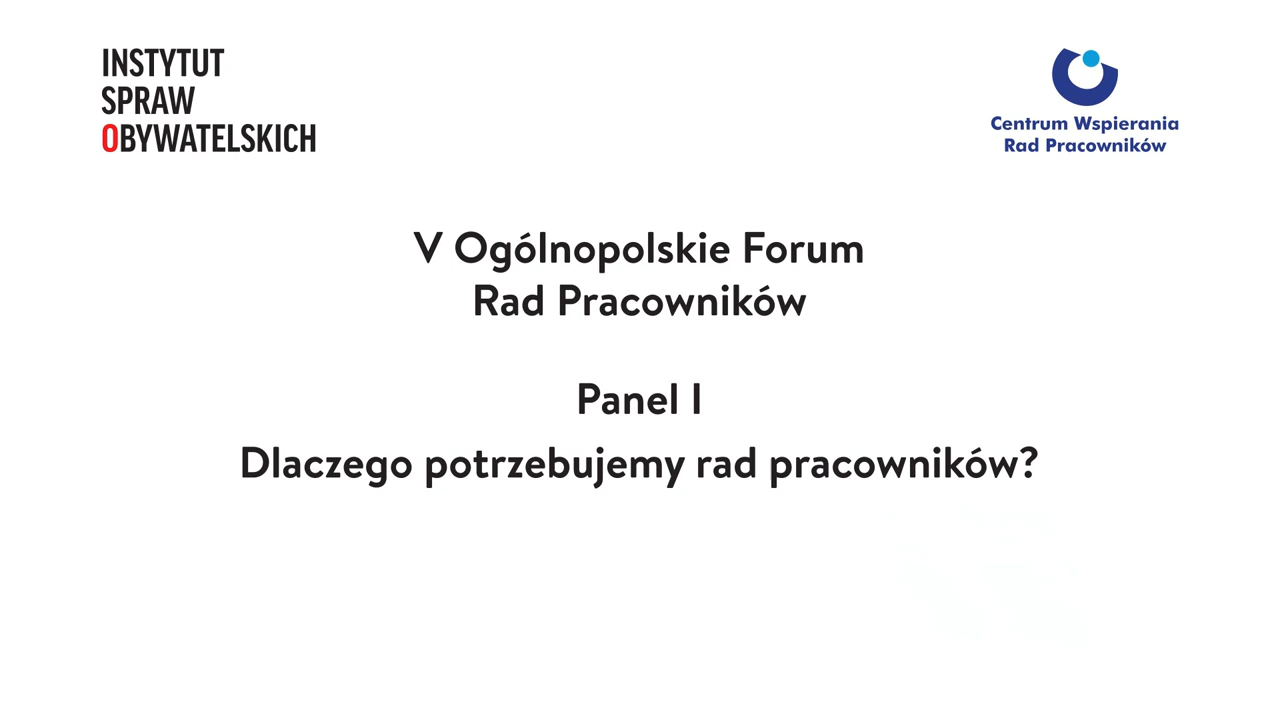 INSTYTUT
SPRAW
OBYWATELSKICH
Centrum Wspierania
Rad Pracowników
V Ogólnopolskie Forum
Rad Pracowników
Panel I
Dlaczego potrzebujemy rad pracowników?